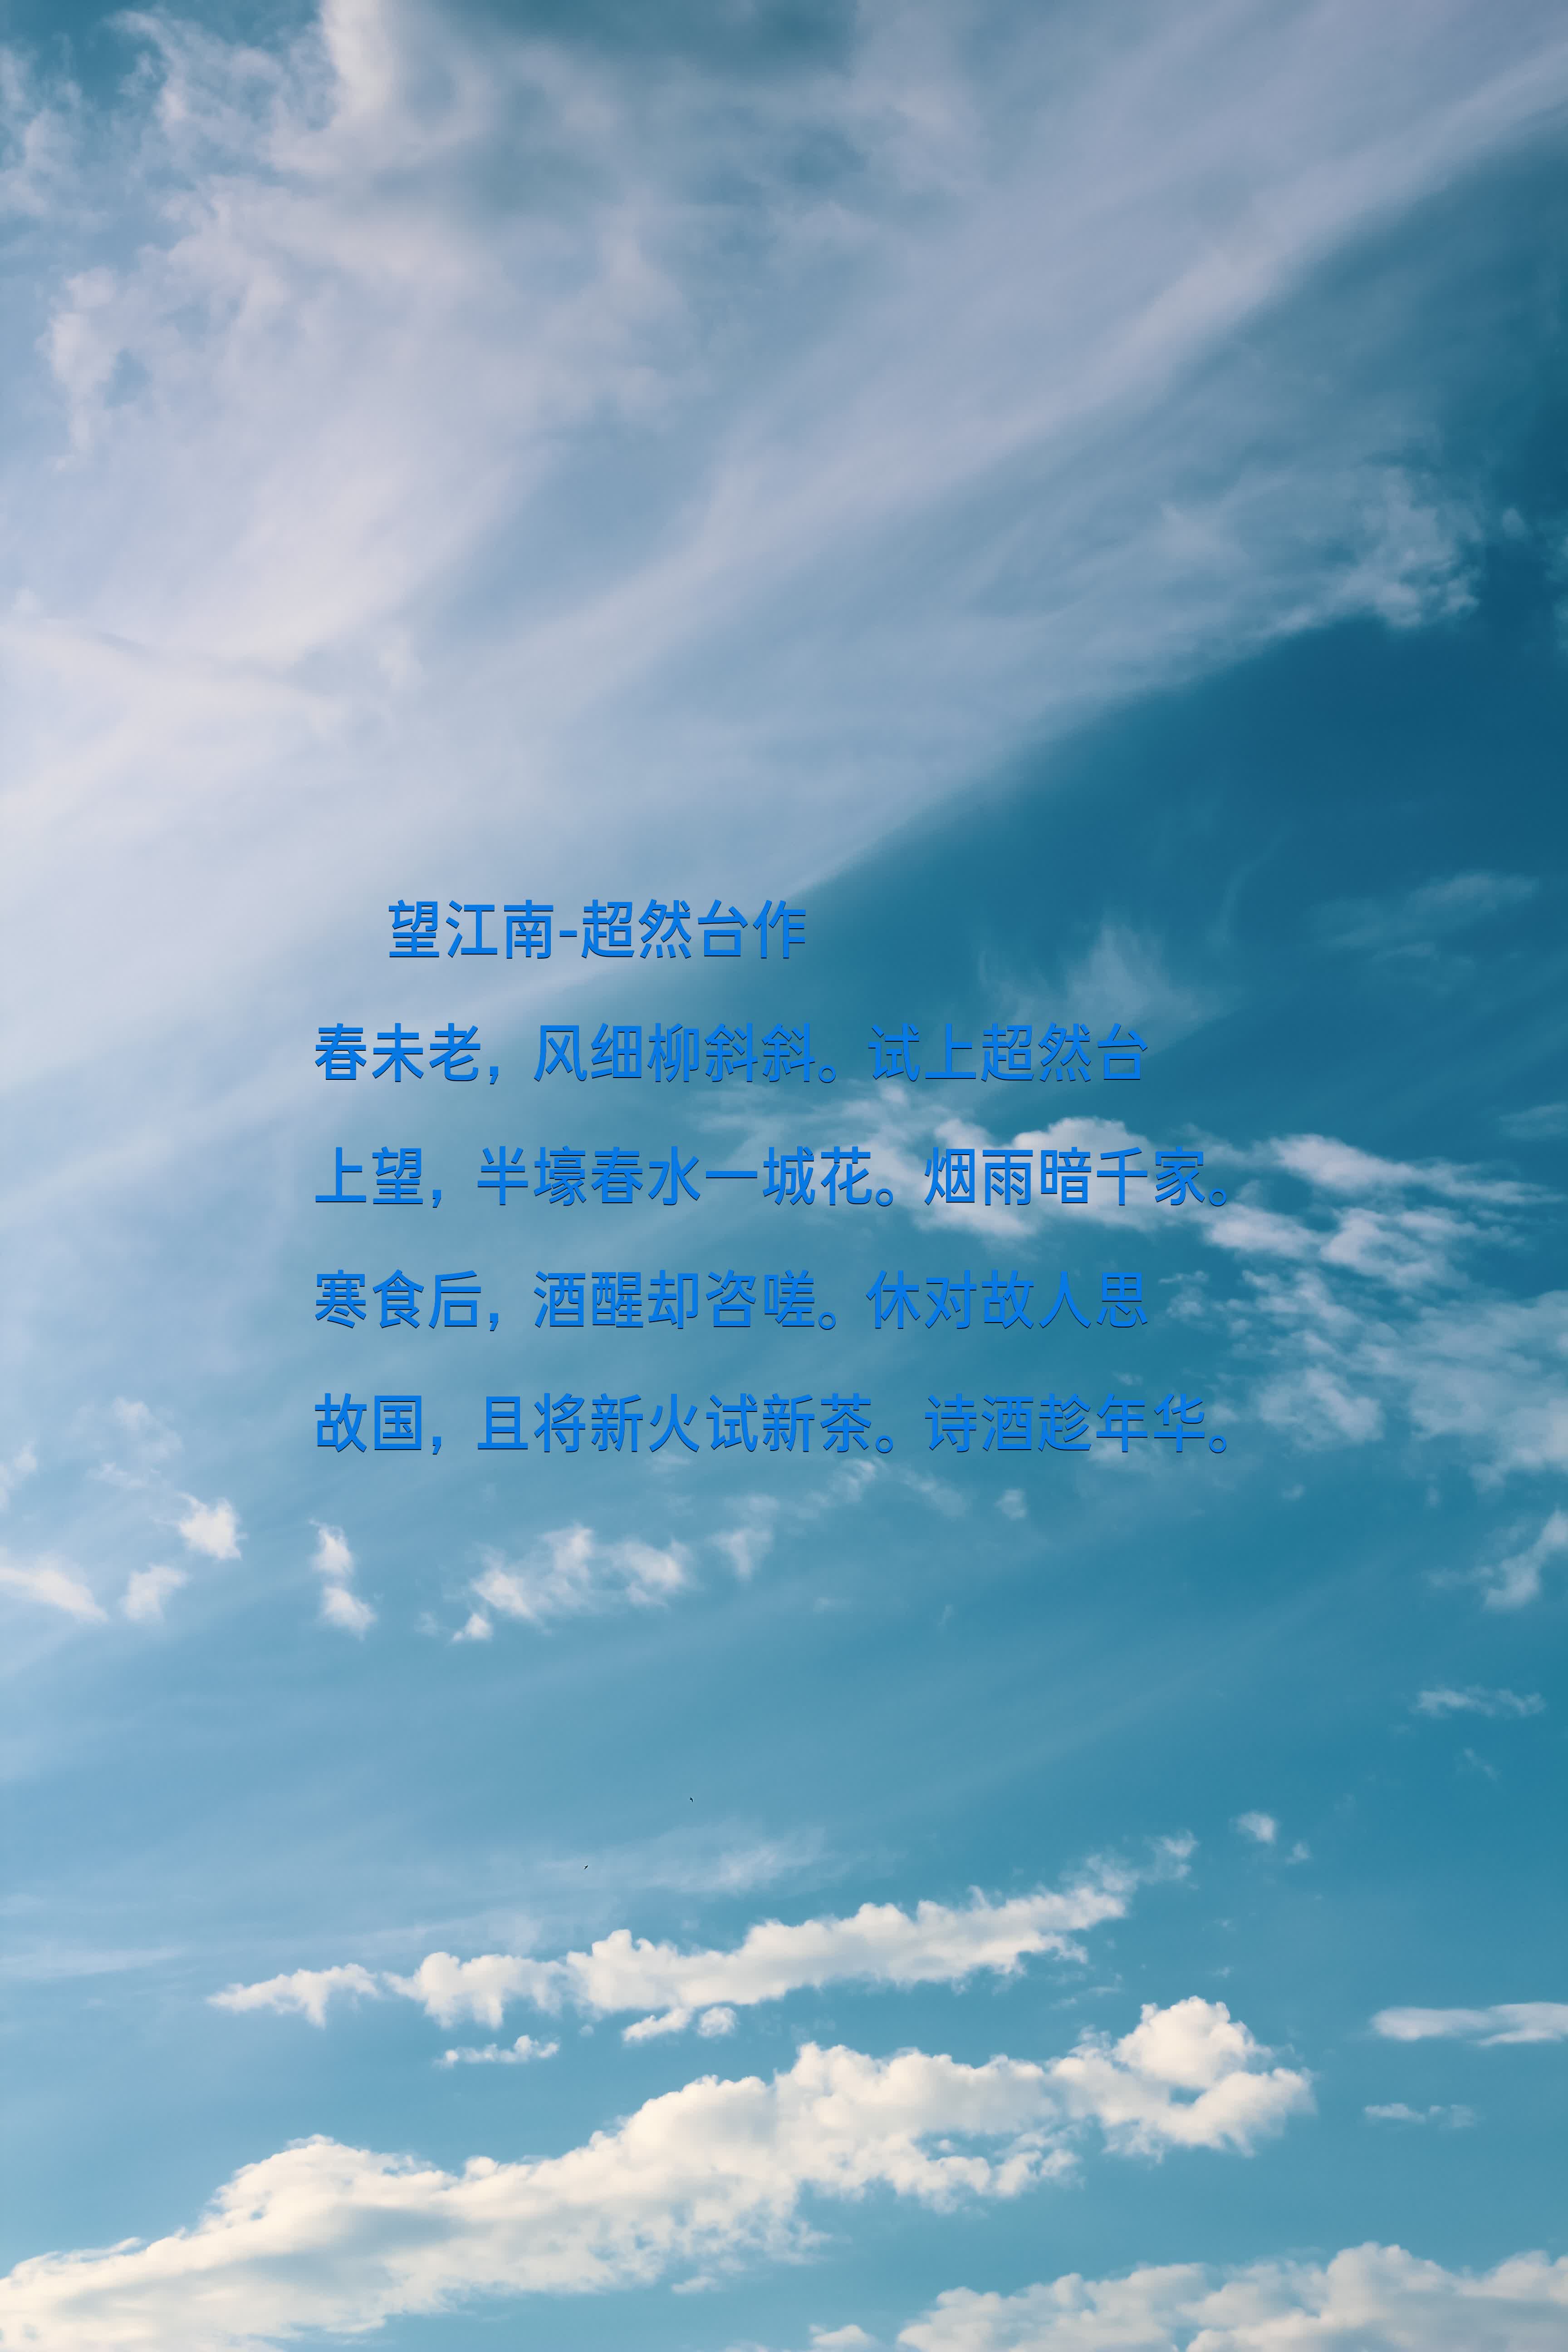 望江南-超然台作
春未老，风细柳斜斜。试上超然台
上望，半壕春水一城花。烟雨暗千家。
寒食后，酒醒却咨嗟。休对故人思
故国，且将新火试新茶。诗酒趁年华。